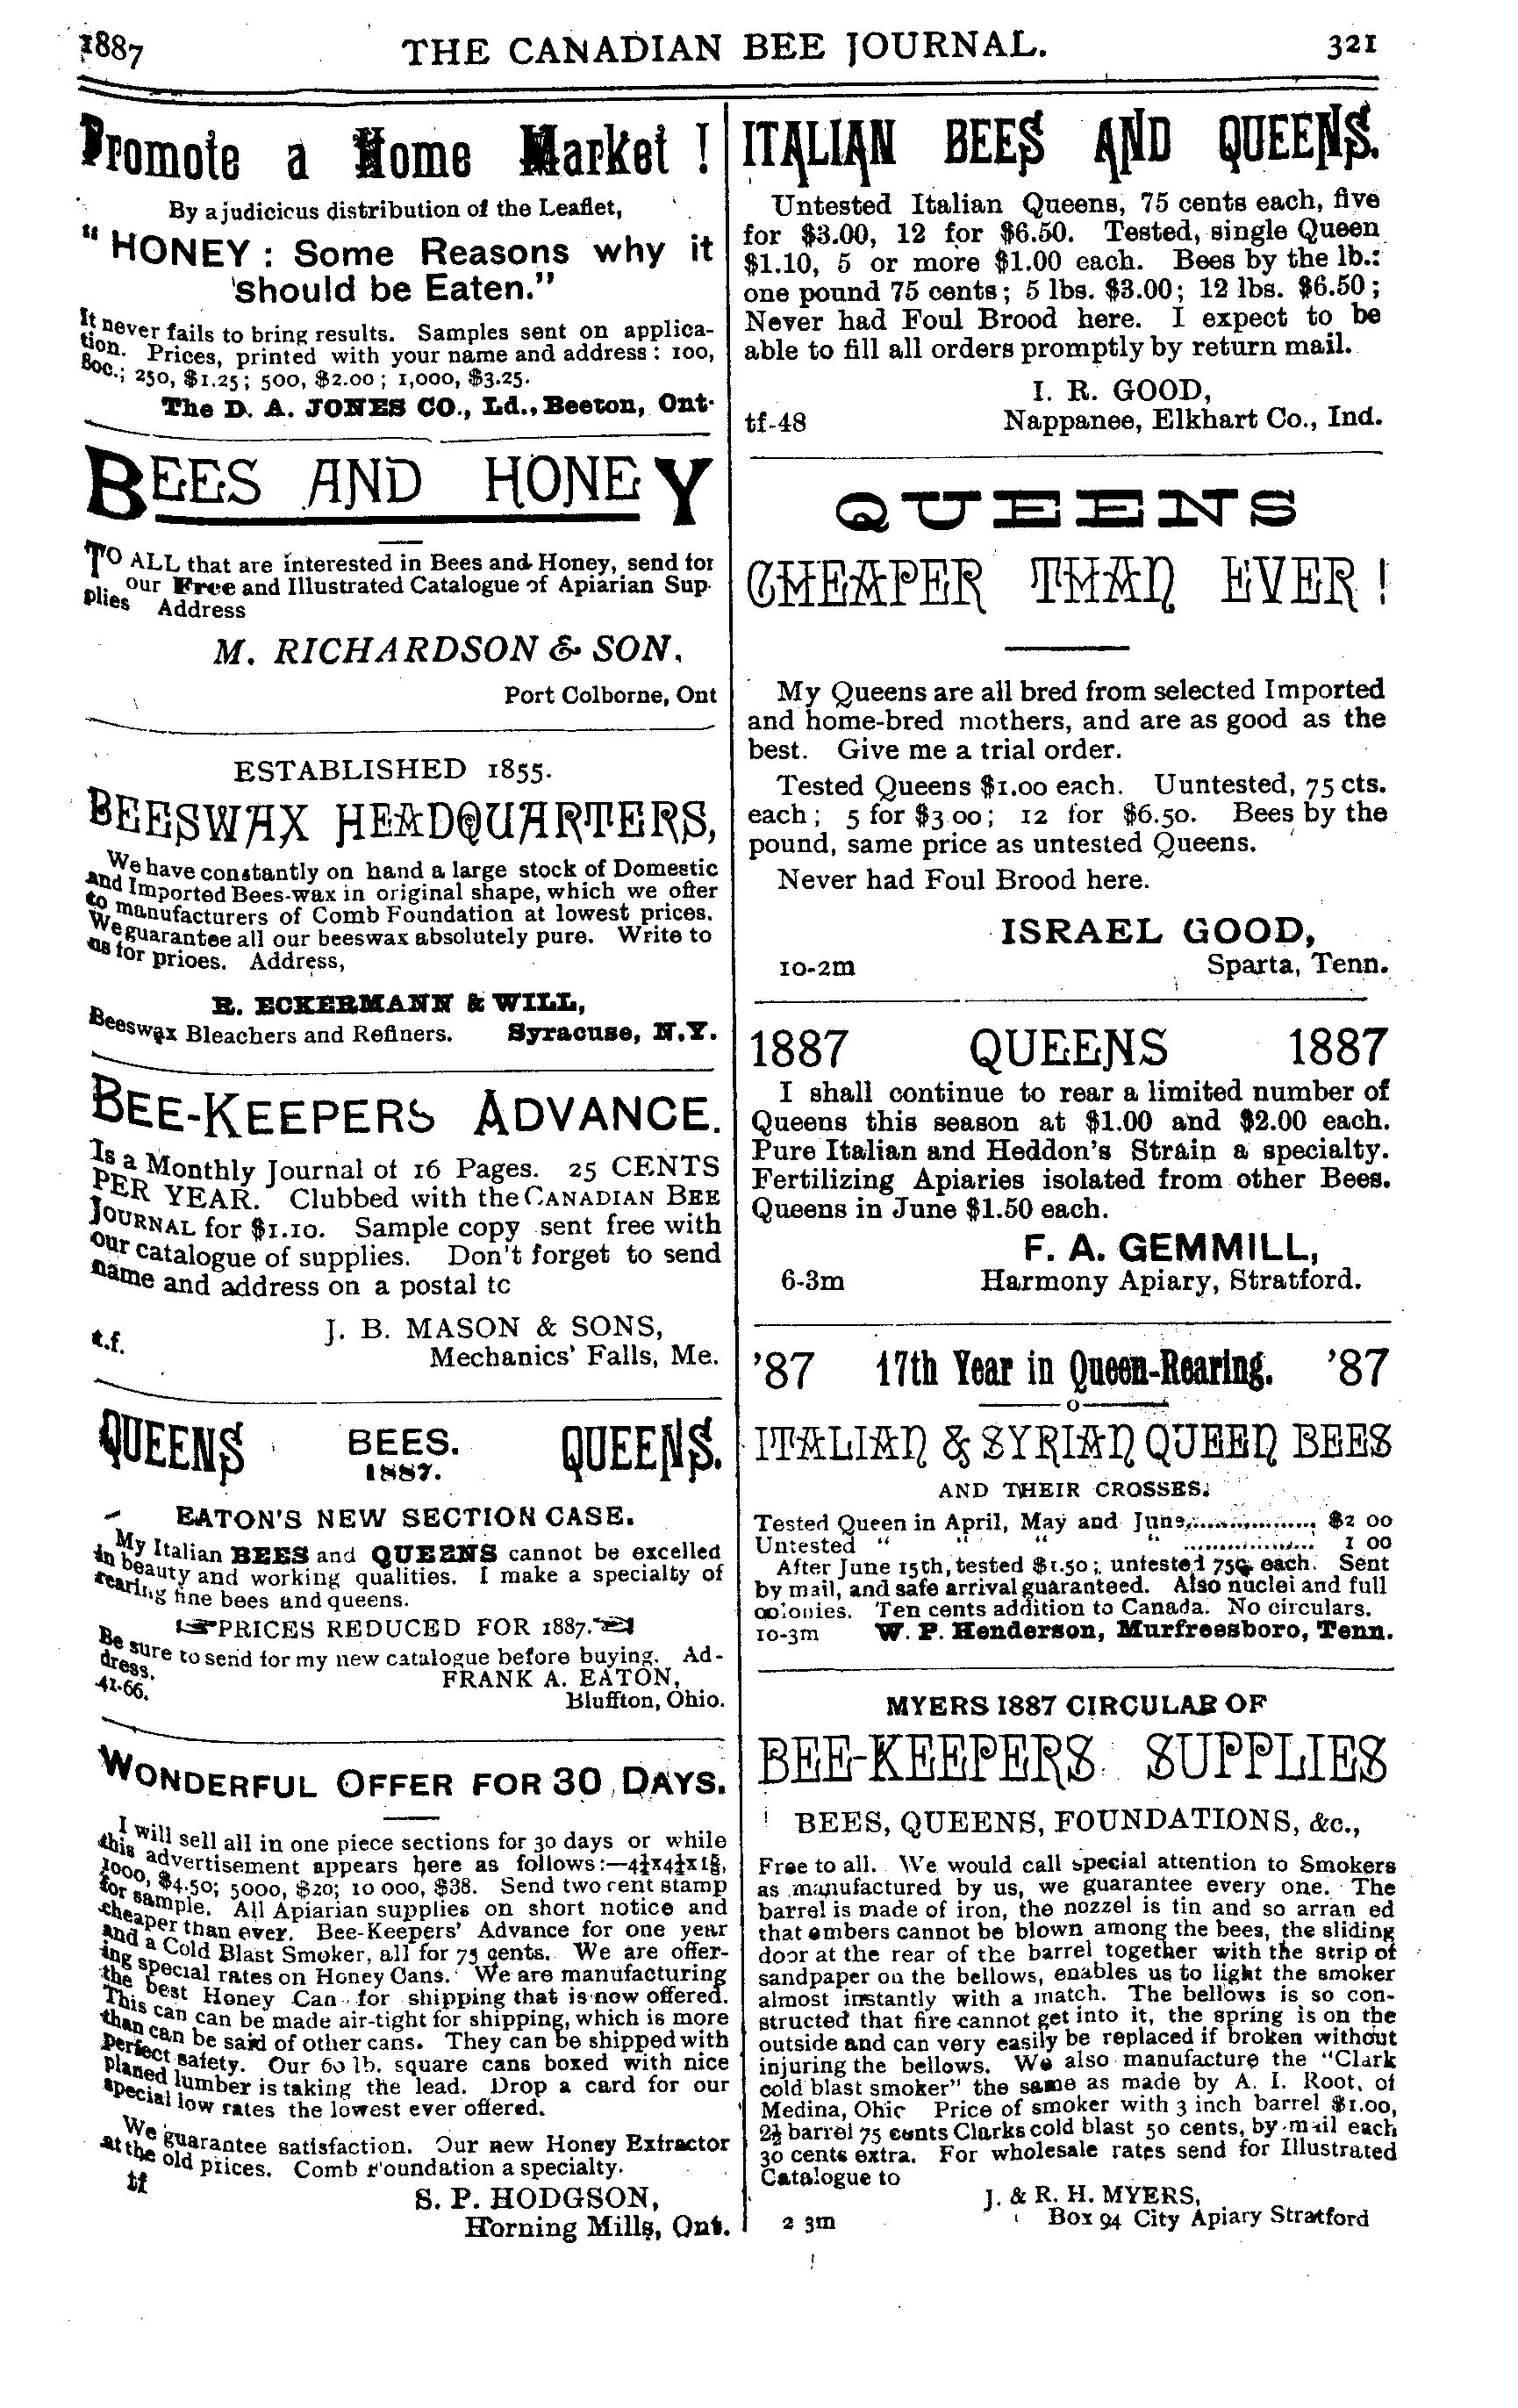 1887
THE CANADIAN BEE JOURNAL.
321
Promote a Home Market !
By a judicicus distribution of the Leaflet,
"HONEY : Some Reasons why it
should be Eaten."
It never fails to bring results. Samples sent on applica-
tion. Prices, printed with your name and address: 100,
80c.; 250, $1.25; 500, $2.00; 1,000, $3.25.
The D. A. JONES CO., Ld., Beeton, Ont.
BEES AND HONEY
TO ALL that are interested in Bees and Honey, send for
our Free and Illustrated Catalogue of Apiarian Sup-
plies Address
M. RICHARDSON & SON,
Port Colborne, Ont
ESTABLISHED 1855.
BEESWAX HEADQUARTERS,
We have constantly on hand a large stock of Domestic
and Imported Bees-wax in original shape, which we offer
to manufacturers of Comb Foundation at lowest prices.
We guarantee all our beeswax absolutely pure. Write to
us for prices. Address,
R. ECKERMANN & WILL,
Beeswax Bleachers and Refiners. Syracuse, N.Y.
BEE-KEEPERS ADVANCE.
Is a Monthly Journal of 16 Pages. 25 CENTS
PER YEAR. Clubbed with the CANADIAN BEE
JOURNAL for $1.10. Sample copy sent free with
our catalogue of supplies. Don't forget to send
name and address on a postal to
J. B. MASON & SONS,
t.f.
Mechanics' Falls, Me.
QUEENS BEES. QUEENS.
1887.
EATON'S NEW SECTION CASE.
My Italian BEES and QUEENS cannot be excelled
in beauty and working qualities. I make a specialty of
rearing fine bees and queens.
☞PRICES REDUCED FOR 1887.☜
Be sure to send for my new catalogue before buying. Ad-
dress. FRANK A. EATON,
41-66. Bluffton, Ohio.
WONDERFUL OFFER FOR 30 DAYS.
I will sell all in one piece sections for 30 days or while
this advertisement appears here as follows:—4¼x4¼x1⅜,
1000, $4.50; 5000, $20; 10 000, $38. Send two cent stamp
for sample. All Apiarian supplies on short notice and
cheaper than ever. Bee-Keepers' Advance for one year
and a Cold Blast Smoker, all for 75 cents. We are offer-
ing special rates on Honey Cans. We are manufacturing
the best Honey Can for shipping that is now offered.
This can can be made air-tight for shipping, which is more
than can be said of other cans. They can be shipped with
perfect safety. Our 60 lb. square cans boxed with nice
planed lumber is taking the lead. Drop a card for our
special low rates the lowest ever offered.
We guarantee satisfaction. Our new Honey Extractor
at the old prices. Comb Foundation a specialty.
tf
S. P. HODGSON,
Horning Mills, Ont.
ITALIAN BEES AND QUEENS.
Untested Italian Queens, 75 cents each, five
for $3.00, 12 for $6.50. Tested, single Queen
$1.10, 5 or more $1.00 each. Bees by the lb.:
one pound 75 cents; 5 lbs. $3.00; 12 lbs. $6.50;
Never had Foul Brood here. I expect to be
able to fill all orders promptly by return mail.
I. R. GOOD,
tf-48 Nappanee, Elkhart Co., Ind.
QUEENS
CHEAPER THAN EVER !
My Queens are all bred from selected Imported
and home-bred mothers, and are as good as the
best. Give me a trial order.
Tested Queens $1.00 each. Uuntested, 75 cts.
each; 5 for $3 00; 12 for $6.50. Bees by the
pound, same price as untested Queens.
Never had Foul Brood here.
ISRAEL GOOD,
10-2m Sparta, Tenn.
1887 QUEENS 1887
I shall continue to rear a limited number of
Queens this season at $1.00 and $2.00 each.
Pure Italian and Heddon's Strain a specialty.
Fertilizing Apiaries isolated from other Bees.
Queens in June $1.50 each.
F. A. GEMMILL,
6-3m Harmony Apiary, Stratford.
'87 17th Year in Queen-Rearing. '87
ITALIAN & SYRIAN QUEEN BEES
AND THEIR CROSSES.
Tested Queen in April, May and June,................ $2 00
Untested " " " " ................ 1 00
After June 15th, tested $1.50; untested 75c. each. Sent
by mail, and safe arrival guaranteed. Also nuclei and full
colonies. Ten cents addition to Canada. No circulars.
10-3m W. P. Henderson, Murfreesboro, Tenn.
MYERS 1887 CIRCULAR OF
BEE-KEEPERS SUPPLIES
BEES, QUEENS, FOUNDATIONS, &c.,
Free to all. We would call special attention to Smokers
as manufactured by us, we guarantee every one. The
barrel is made of iron, the nozzel is tin and so arran ed
that embers cannot be blown among the bees, the sliding
door at the rear of the barrel together with the strip of
sandpaper on the bellows, enables us to light the smoker
almost instantly with a match. The bellows is so con-
structed that fire cannot get into it, the spring is on the
outside and can very easily be replaced if broken without
injuring the bellows. We also manufacture the "Clark
cold blast smoker" the same as made by A. I. Root, of
Medina, Ohio Price of smoker with 3 inch barrel $1.00,
2½ barrel 75 cents Clarks cold blast 50 cents, by mail each
30 cents extra. For wholesale rates send for Illustrated
Catalogue to
J. & R. H. MYERS,
2 3m Box 94 City Apiary Stratford